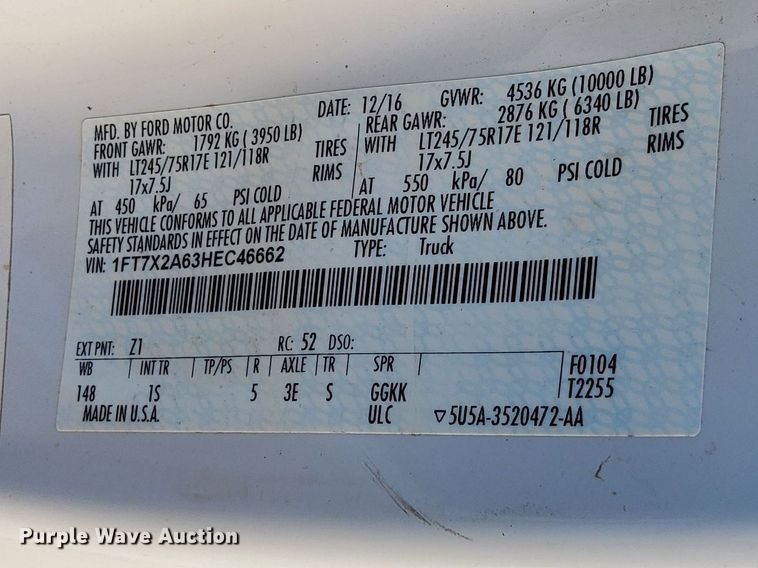 MFD. BY FORD MOTOR CO.
DATE: 12/16 GVWR: 4536 KG (10000 LB)
FRONT GAWR: 1792 KG ( 3950 LB)
REAR GAWR: 2876 KG ( 6340 LB)
WITH LT245/75R17E 121/118R TIRES
WITH LT245/75R17E 121/118R TIRES
17x7.5J RIMS
17x7.5J RIMS
AT 450 kPa/ 65 PSI COLD
AT 550 kPa/ 80 PSI COLD
THIS VEHICLE CONFORMS TO ALL APPLICABLE FEDERAL MOTOR VEHICLE
SAFETY STANDARDS IN EFFECT ON THE DATE OF MANUFACTURE SHOWN ABOVE.
VIN: 1FT7X2A63HEC46662 TYPE: Truck
EXT PNT: Z1 RC: 52 DSO:
WB INT TR TP/PS R AXLE TR SPR F0104
148 1S 5 3E S GGKK T2255
MADE IN U.S.A. ULC ▽5U5A-3520472-AA
Purple Wave Auction